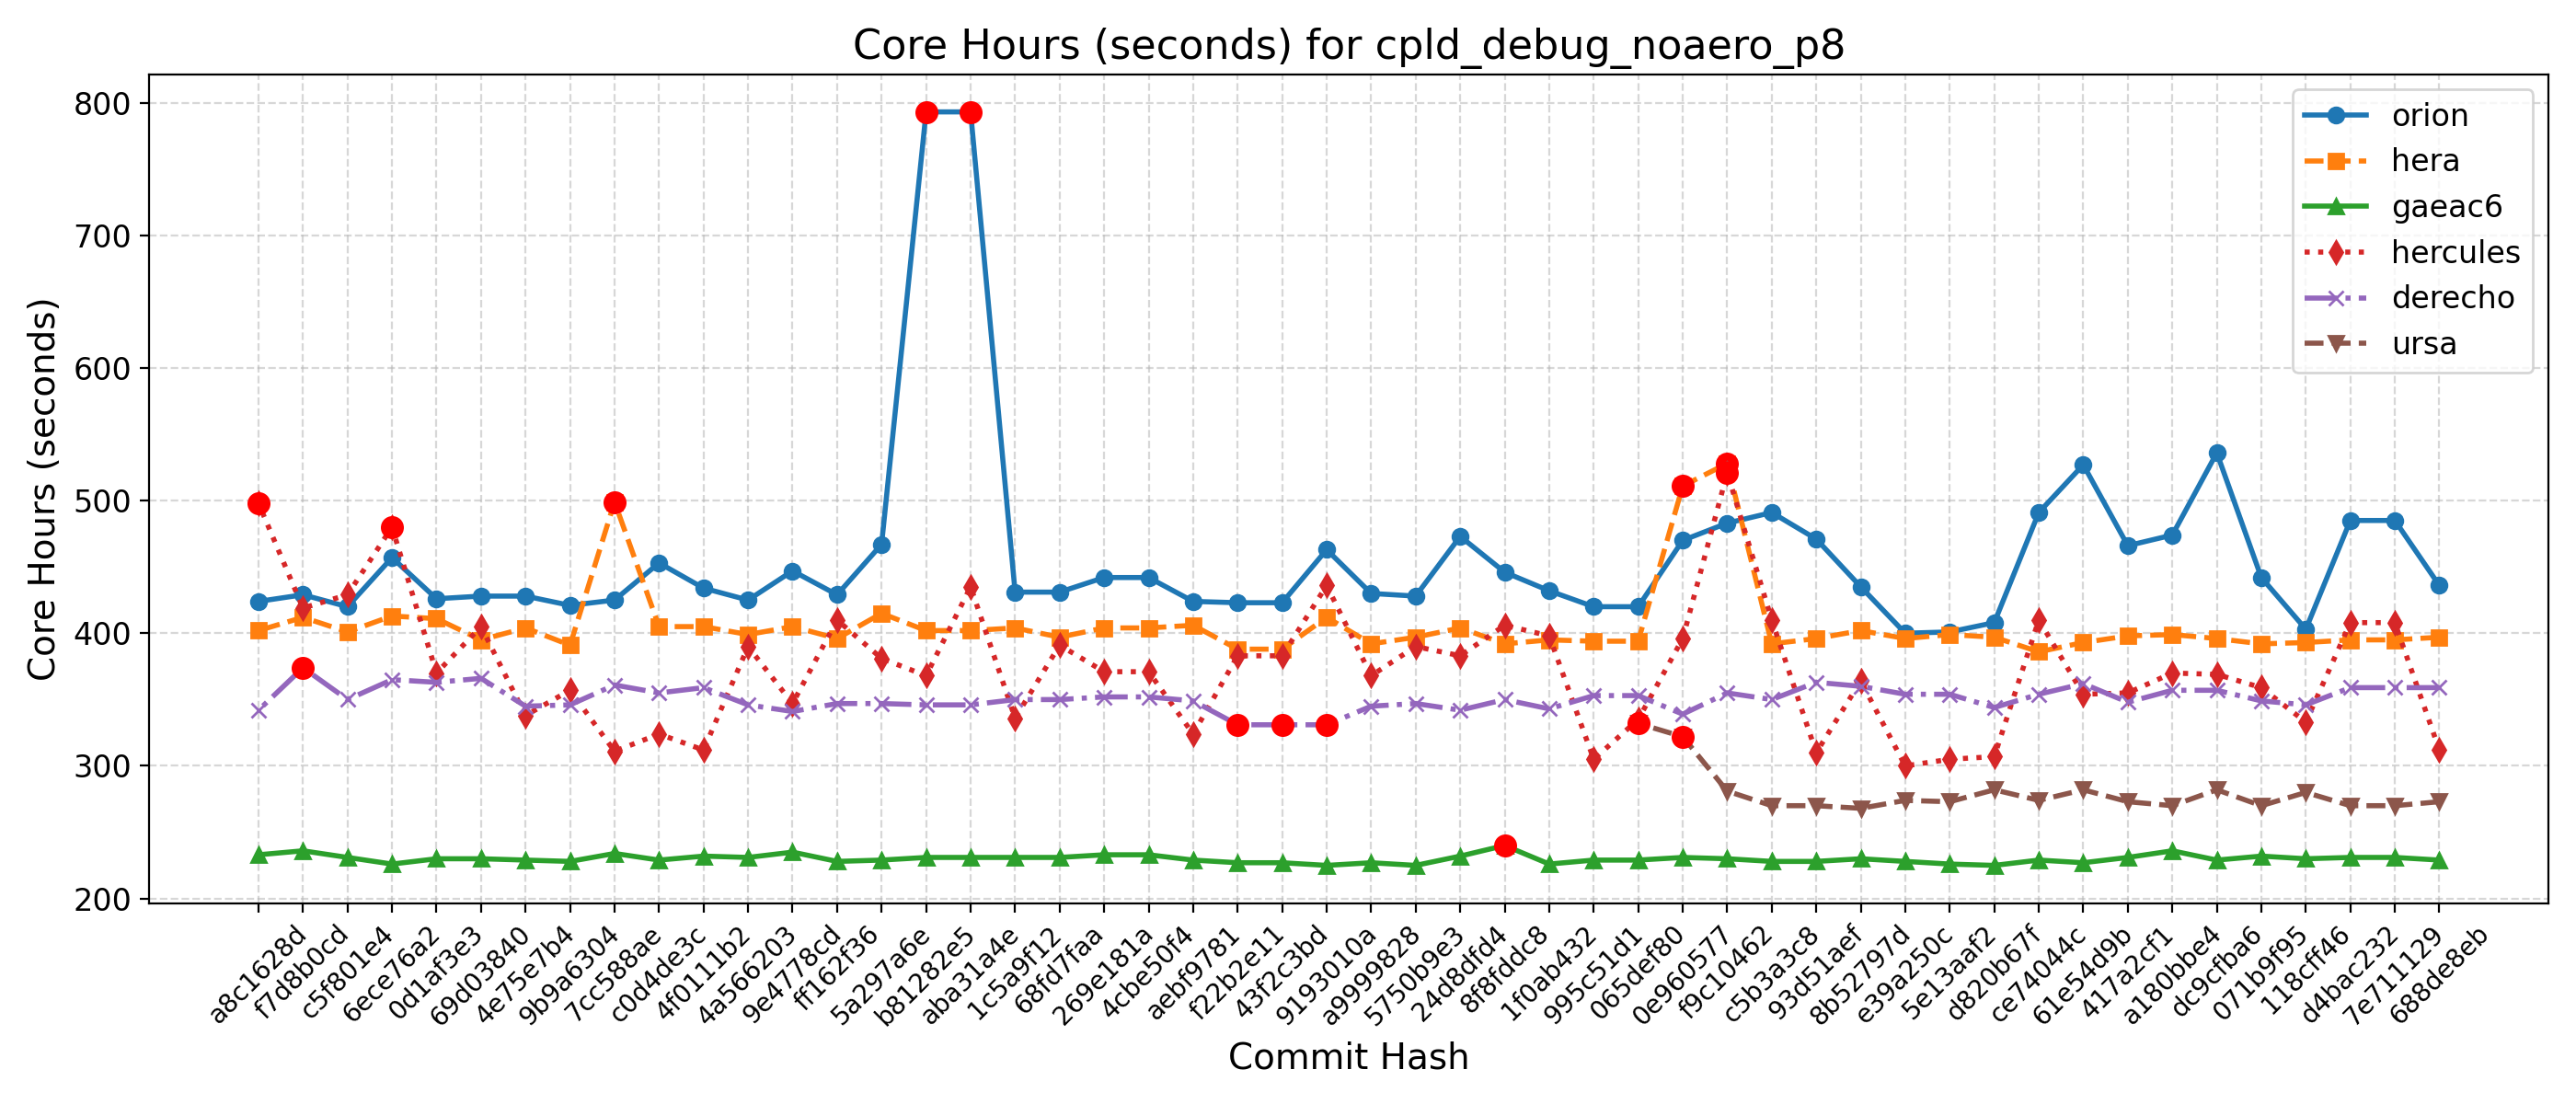 Core Hours (seconds) for cpld_debug_noaero_p8
Core Hours (seconds)
800
700
600
500
400
300
200
orion
hera
gaeac6
hercules
derecho
ursa
a8c1628d
f7d8b0cd
c5f801e4
6ece76a2
0d1af3e3
69d03840
4e75e7b4
9b9a6304
7cc588ae
c0d4de3c
4f0111b2
4a566203
9e4778cd
ff162f36
5a297a6e
b81282e5
aba31a4e
1c5a9f12
68fd7faa
269e181a
4cbe50f4
aebf9781
f22b2e11
43f2c3bd
9193010a
a9999828
5750b9e3
24d8dfd4
8f8fddc8
1f0ab432
995c51d1
065def80
0e960577
f9c10462
c5b3a3c8
93d51aef
8b52797d
e39a250c
5e13aaf2
d820b67f
ce74044c
61e54d9b
417a2cf1
a180bbe4
dc9cfba6
071b9f95
118cff46
d4bac232
7e711129
688de8eb
Commit Hash